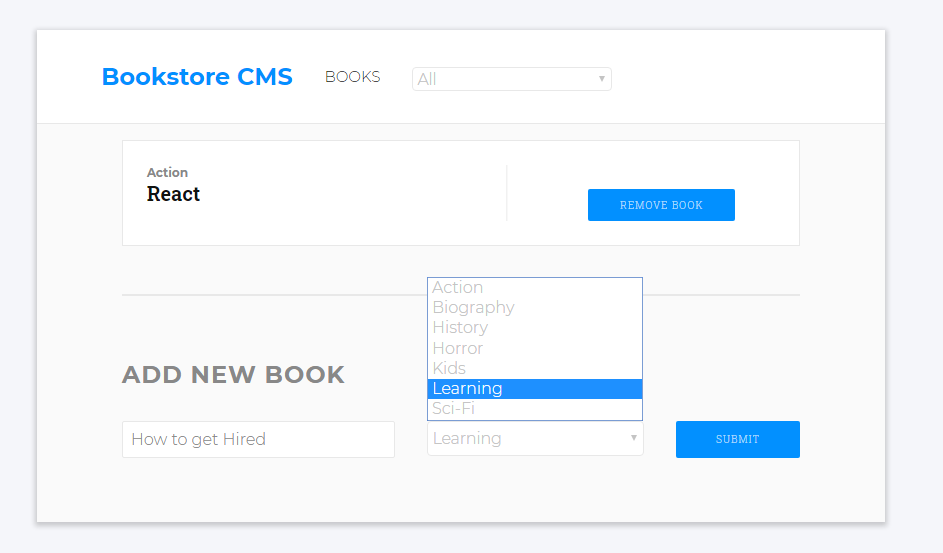 Bookstore CMS BOOKS All
Action
React
REMOVE BOOK
Action
Biography
History
Horror
Kids
Learning
Sci-Fi
ADD NEW BOOK
How to get Hired Learning SUBMIT